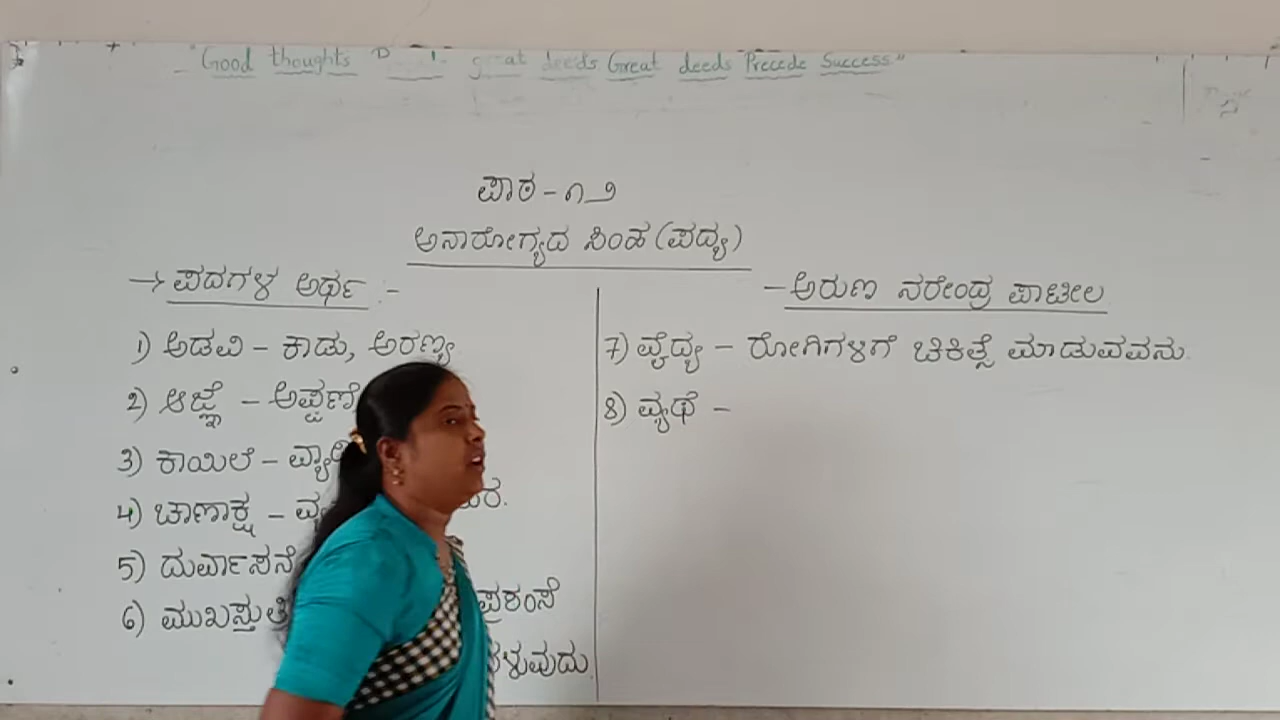 "Good thoughts great deeds Great deeds Precede Success"
ಪಾಠ - ೧೨
ಅನಾರೋಗ್ಯದ ಸಿಂಹ (ಪದ್ಯ)
- ಅರುಣ ನರೇಂದ್ರ ಪಾಟೀಲ
→ ಪದಗಳ ಅರ್ಥ :-
1) ಅಡವಿ - ಕಾಡು, ಅರಣ್ಯ
2) ಆಜ್ಞೆ - ಅಪ್ಪಣೆ
3) ಕಾಯಿಲೆ -
4) ಚಾಣಾಕ್ಷ -
5) ದುರ್ವಾಸನೆ
6) ಮುಖಸ್ತುತಿ ಪ್ರಶಂಸೆ
7) ವೈದ್ಯ - ರೋಗಿಗಳಿಗೆ ಚಿಕಿತ್ಸೆ ಮಾಡುವವನು.
8) ವ್ಯಥೆ -